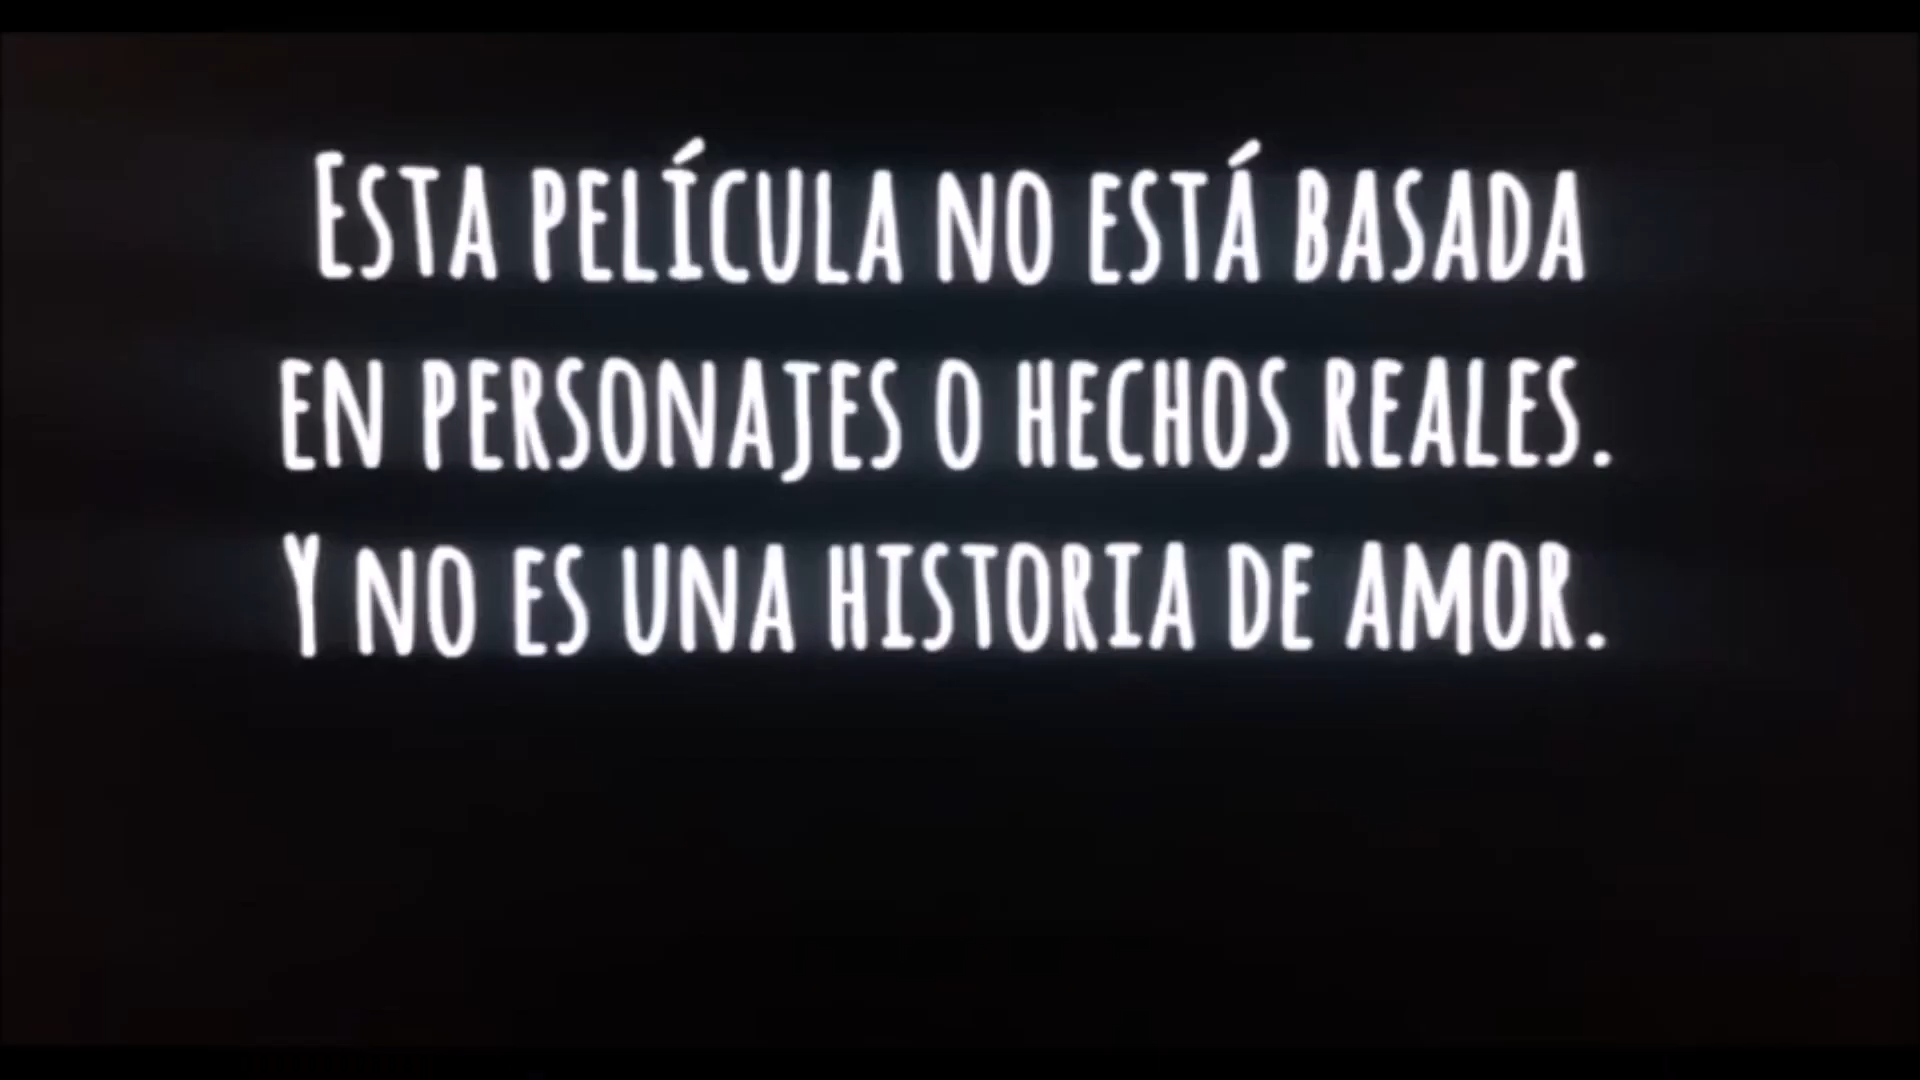 Esta película no está basada
en personajes o hechos reales.
Y no es una historia de amor.